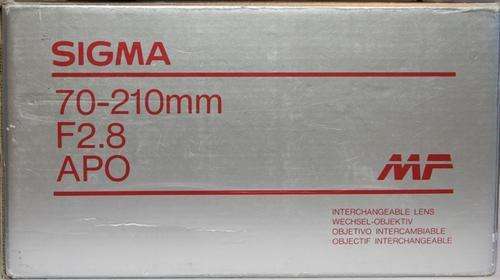 SIGMA
70-210mm
F2.8
APO
MF
INTERCHANGEABLE LENS
WECHSEL-OBJEKTIV
OBJETIVO INTERCAMBIABLE
OBJECTIF INTERCHANGEABLE